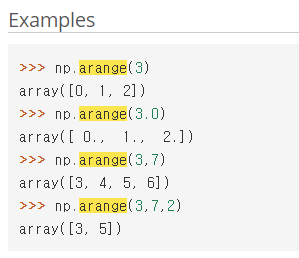 Examples
>>> np.arange(3)
array([0, 1, 2])
>>> np.arange(3.0)
array([ 0.,  1.,  2.])
>>> np.arange(3,7)
array([3, 4, 5, 6])
>>> np.arange(3,7,2)
array([3, 5])